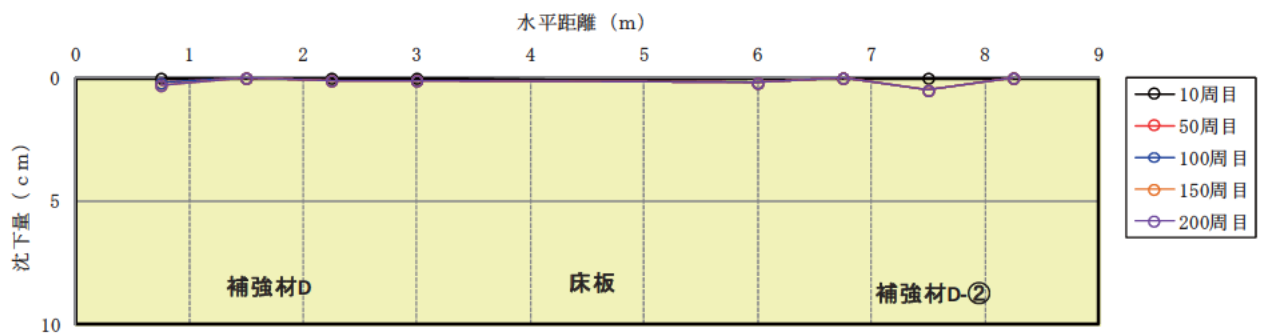 水平距離（m）
0 1 2 3 4 5 6 7 8 9
0
5
10
沈下量（cm）
補強材D
床板
補強材D-②
10周目
50周目
100周目
150周目
200周目